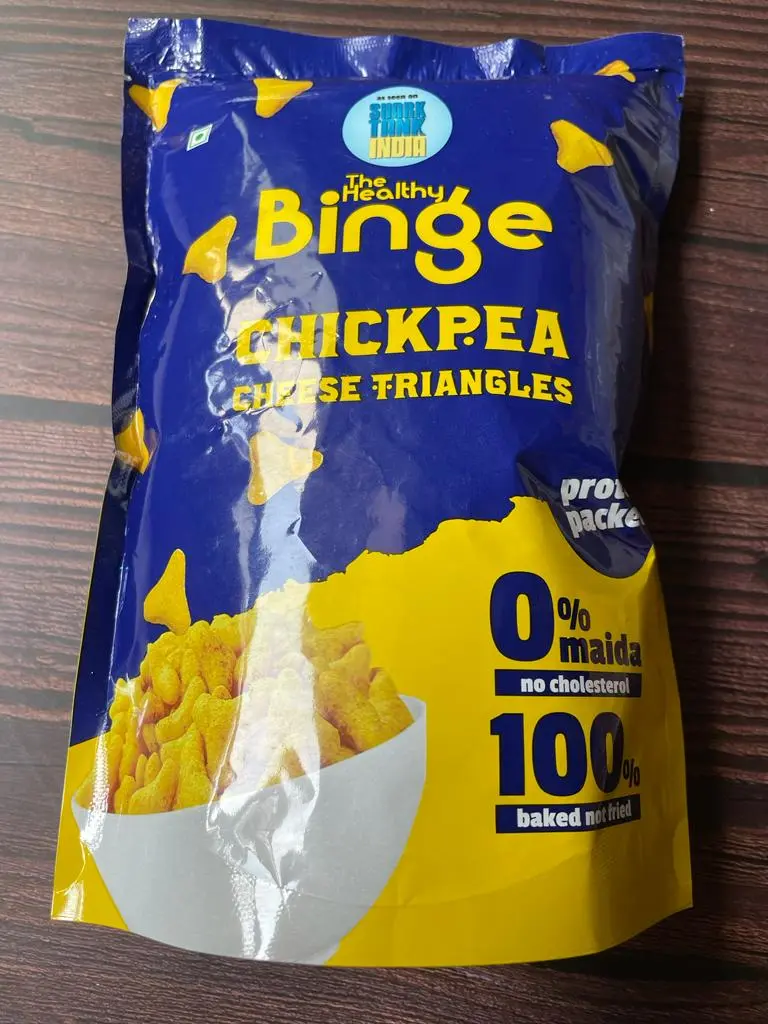 as seen on
SHARK
TANK
INDIA
The
Healthy
Binge
CHICKPEA
CHEESE TRIANGLES
0%
maida
no cholesterol
100%
baked not fried